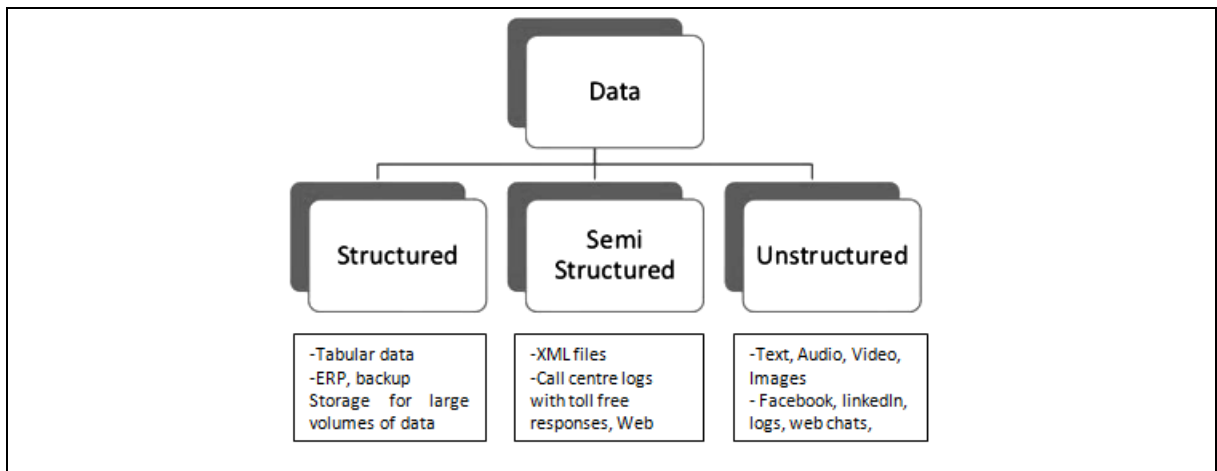 Data
Structured
Semi
Structured
Unstructured
-Tabular data
-ERP, backup
Storage for large
volumes of data
-XML files
-Call centre logs
with toll free
responses, Web
-Text, Audio, Video,
Images
- Facebook, linkedIn,
logs, web chats,